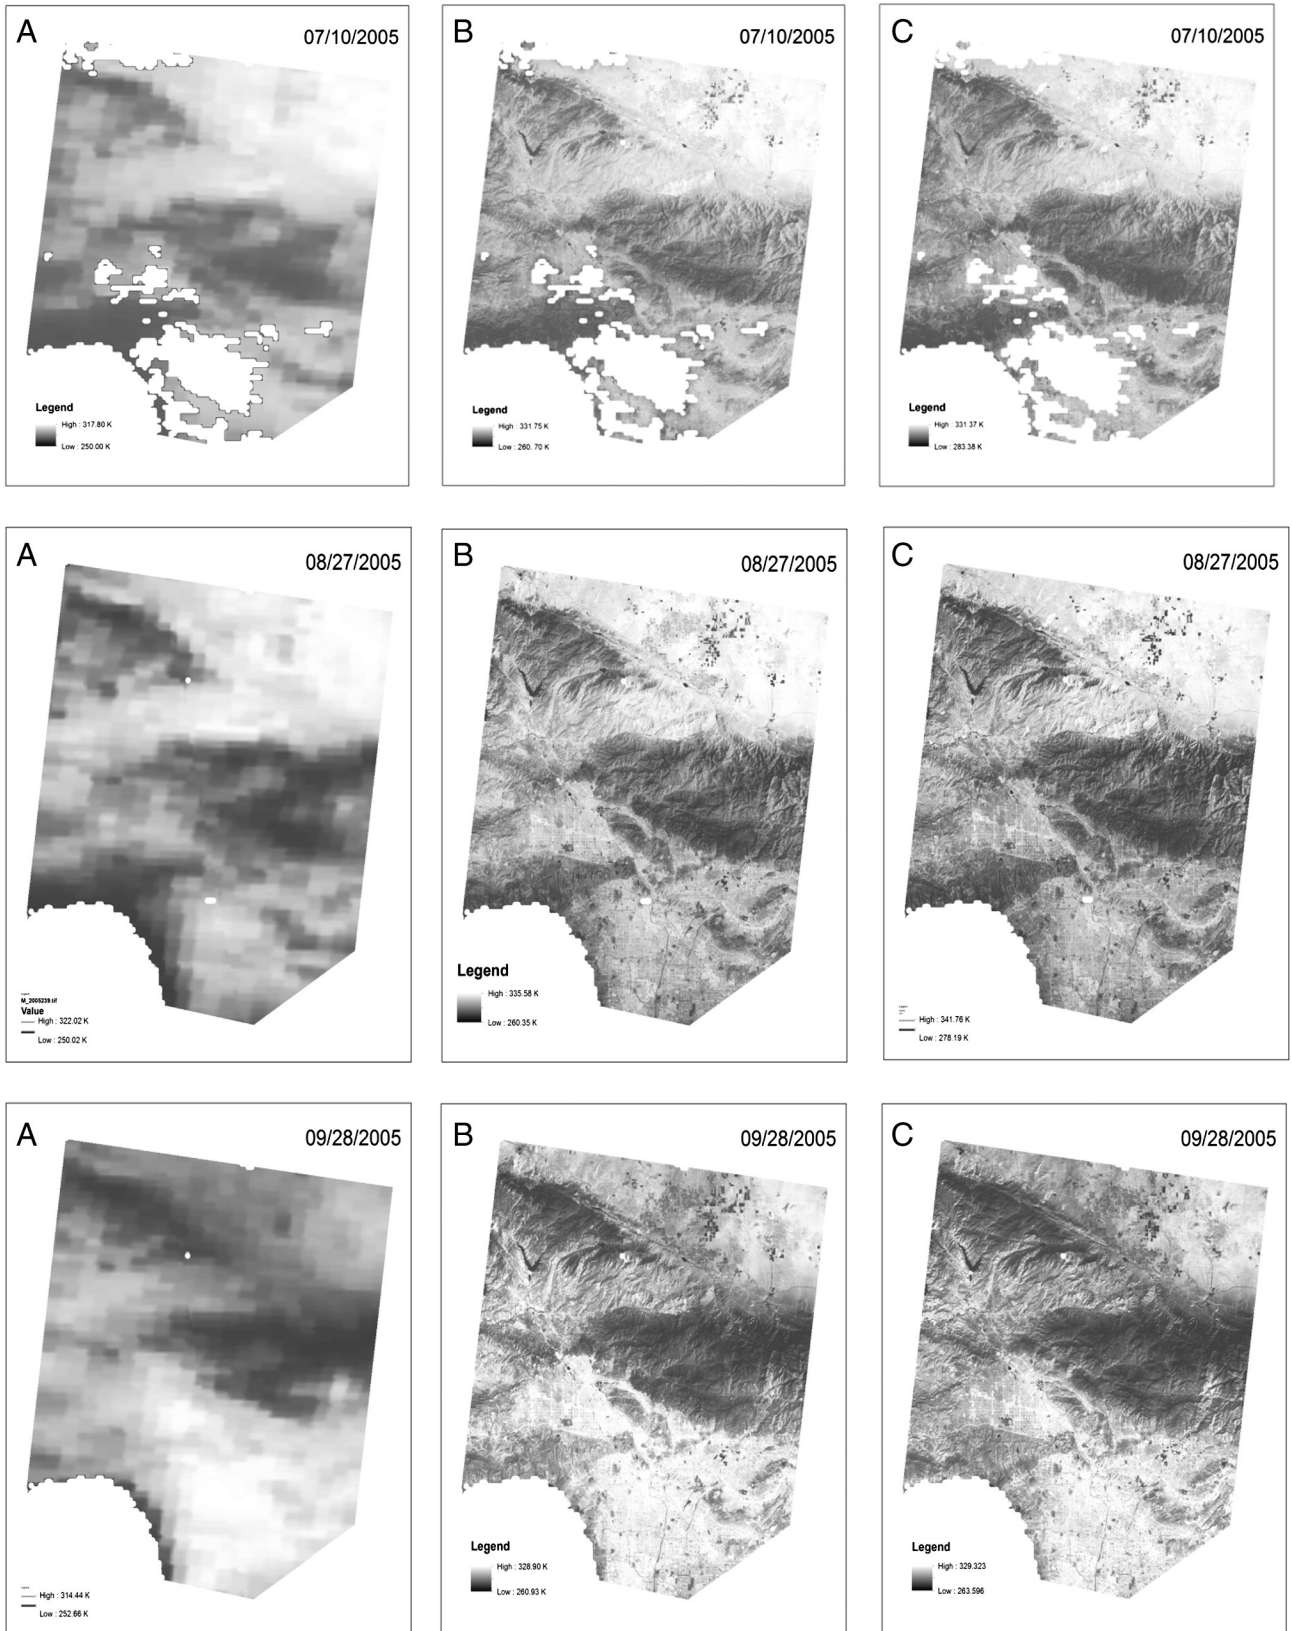 A
07/10/2005
Legend
High : 317.80 K
Low : 250.00 K
B
07/10/2005
Legend
High : 331.75 K
Low : 260. 70 K
C
07/10/2005
Legend
High : 331.37 K
Low : 283.38 K
A
08/27/2005
Legend
M_2005239.tif
Value
High : 322.02 K
Low : 250.02 K
B
08/27/2005
Legend
High : 335.58 K
Low : 260.35 K
C
08/27/2005
Legend
High : 341.76 K
Low : 278.19 K
A
09/28/2005
Legend
High : 314.44 K
Low : 252.66 K
B
09/28/2005
Legend
High : 328.90 K
Low : 260.93 K
C
09/28/2005
Legend
High : 329.323
Low : 263.596